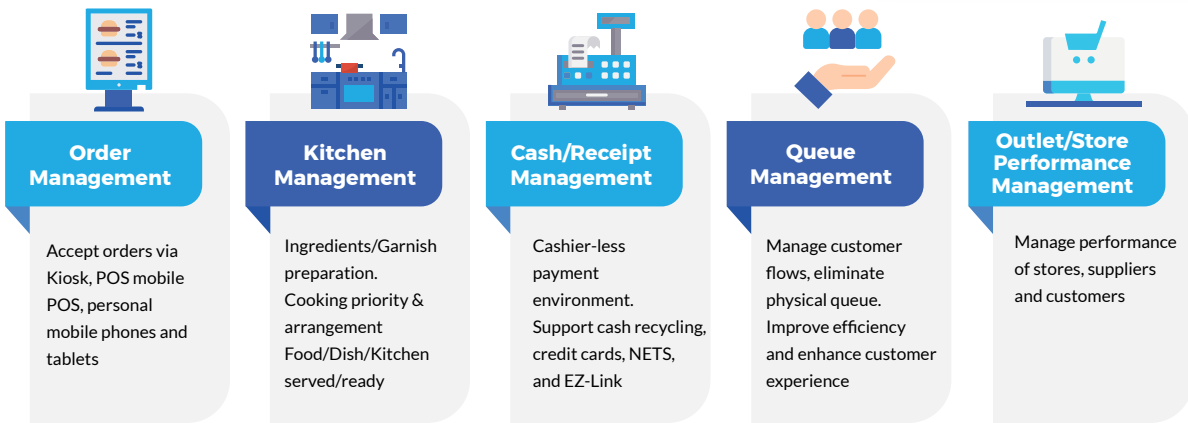 Order
Management
Accept orders via
Kiosk, POS mobile
POS, personal
mobile phones and
tablets
Kitchen
Management
Ingredients/Garnish
preparation.
Cooking priority &
arrangement
Food/Dish/Kitchen
served/ready
Cash/Receipt
Management
Cashier-less
payment
environment.
Support cash recycling,
credit cards, NETS,
and EZ-Link
Queue
Management
Manage customer
flows, eliminate
physical queue.
Improve efficiency
and enhance customer
experience
Outlet/Store
Performance
Management
Manage performance
of stores, suppliers
and customers